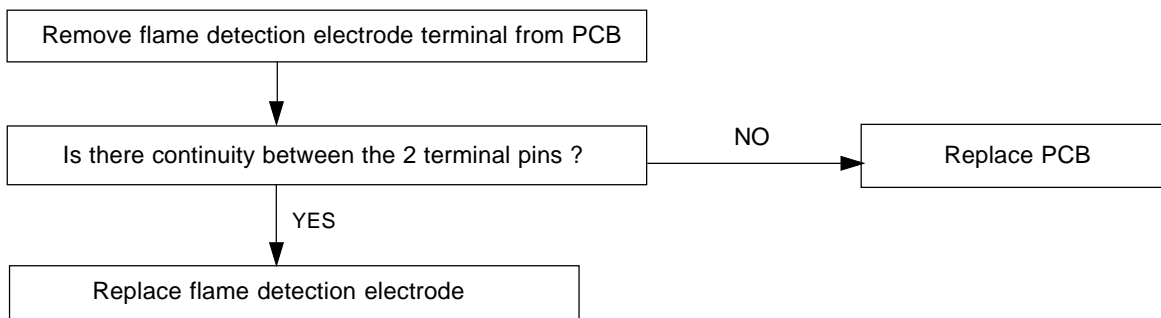 Remove flame detection electrode terminal from PCB
Is there continuity between the 2 terminal pins ?
NO
Replace PCB
YES
Replace flame detection electrode